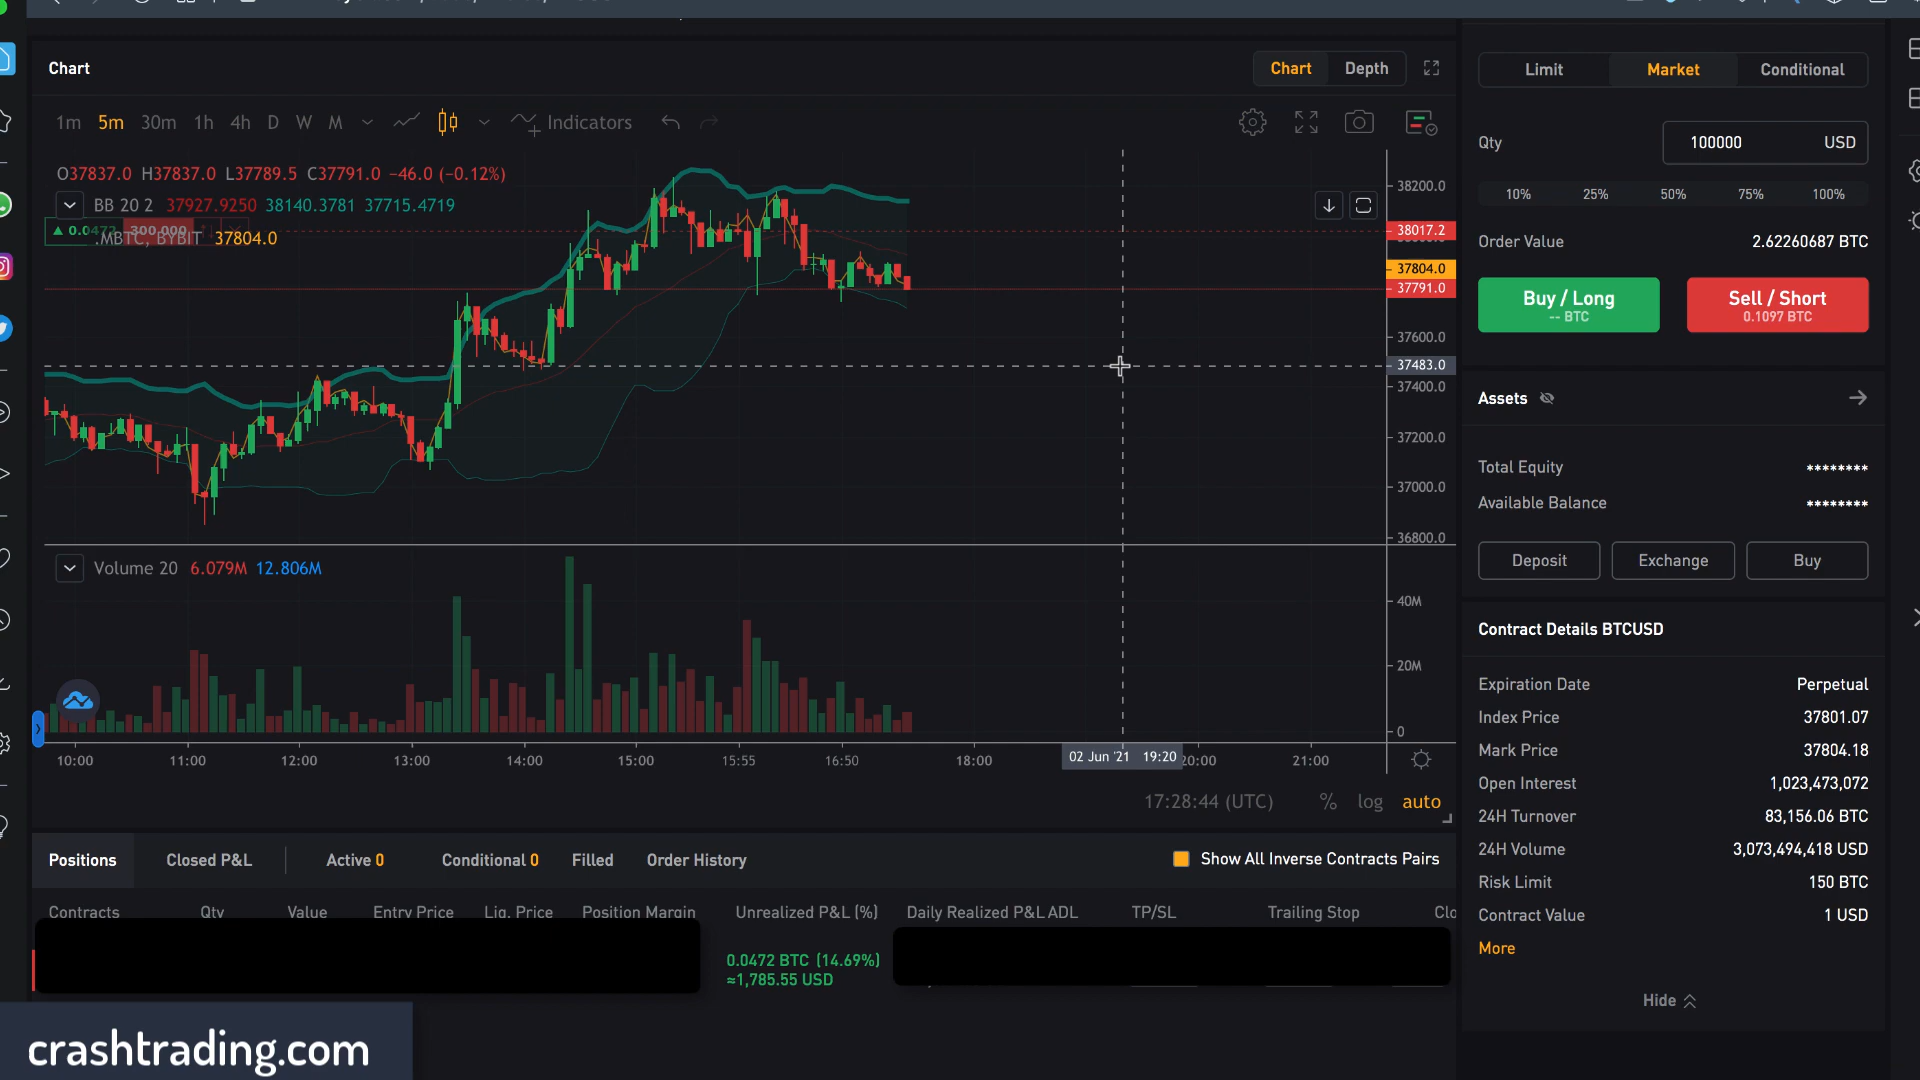 Chart
Chart Depth
1m 5m 30m 1h 4h D W M Indicators
O37837.0 H37837.0 L37789.5 C37791.0 −46.0 (−0.12%)
BB 20 2 37927.9250 38140.3781 37715.4719
0.0472 300,000
.MBTC, BYBIT 37804.0
38200.0
38017.2
37804.0
37791.0
37600.0
37483.0
37400.0
37200.0
37000.0
36800.0
Volume 20 6.079M 12.806M
40M
20M
0
10:00 11:00 12:00 13:00 14:00 15:00 15:55 16:50 18:00 02 Jun '21 19:20 20:00 21:00
17:28:44 (UTC) % log auto
Positions Closed P&L Active 0 Conditional 0 Filled Order History Show All Inverse Contracts Pairs
Contracts Qty Value Entry Price Liq. Price Position Margin Unrealized P&L (%) Daily Realized P&L ADL TP/SL Trailing Stop Clo
0.0472 BTC (14.69%)
≈1,785.55 USD
crashtrading.com
Limit Market Conditional
Qty 100000 USD
10% 25% 50% 75% 100%
Order Value 2.62260687 BTC
Buy / Long Sell / Short
-- BTC 0.1097 BTC
Assets
Total Equity ********
Available Balance ********
Deposit Exchange Buy
Contract Details BTCUSD
Expiration Date Perpetual
Index Price 37801.07
Mark Price 37804.18
Open Interest 1,023,473,072
24H Turnover 83,156.06 BTC
24H Volume 3,073,494,418 USD
Risk Limit 150 BTC
Contract Value 1 USD
More
Hide